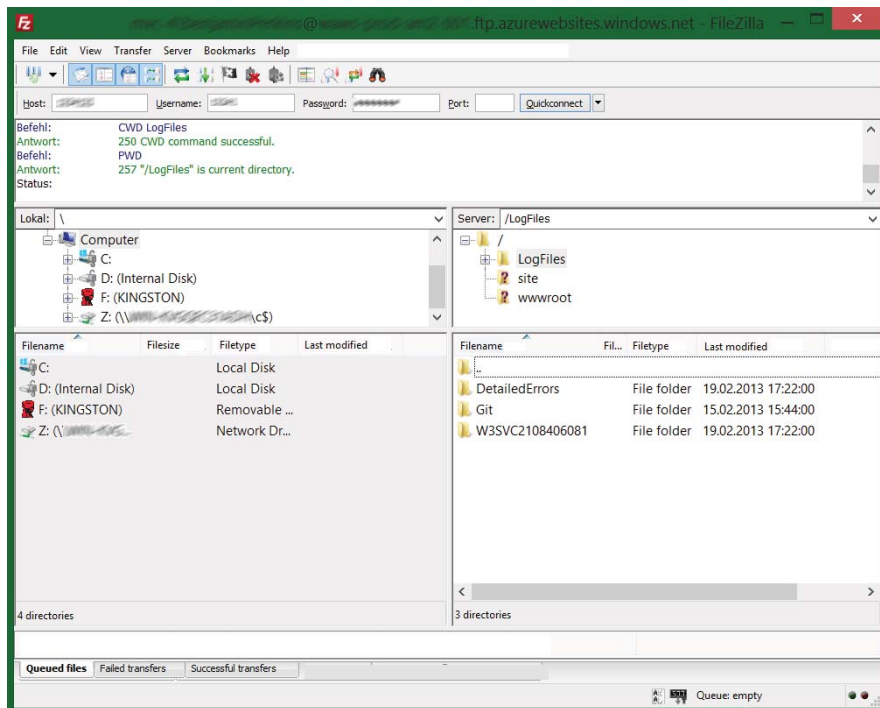 .ftp.azurewebsites.windows.net - FileZilla
File Edit View Transfer Server Bookmarks Help
Host: Username: Password: Port: Quickconnect
Befehl: CWD LogFiles
Antwort: 250 CWD command successful.
Befehl: PWD
Antwort: 257 "/LogFiles" is current directory.
Status:
Lokal: \ Server: /LogFiles
Computer
C:
D: (Internal Disk)
F: (KINGSTON)
Z: (\\ \c$)
/
LogFiles
site
wwwroot
Filename Filesize Filetype Last modified
C: Local Disk
D: (Internal Disk) Local Disk
F: (KINGSTON) Removable ...
Z: (\ Network Dr...
4 directories
Filename Fil... Filetype Last modified
..
DetailedErrors File folder 19.02.2013 17:22:00
Git File folder 15.02.2013 15:44:00
W3SVC2108406081 File folder 19.02.2013 17:22:00
3 directories
Queued files Failed transfers Successful transfers
Queue: empty